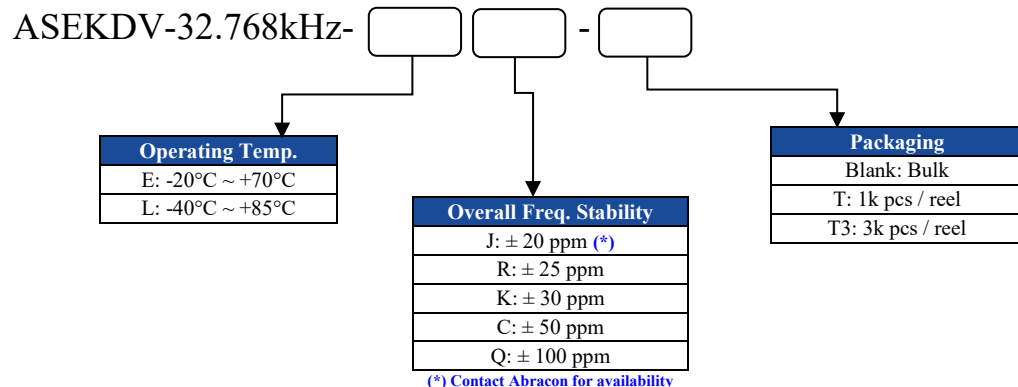 ASEKDV-32.768kHz- -
Operating Temp.
E: -20°C ~ +70°C
L: -40°C ~ +85°C
Overall Freq. Stability
J: ± 20 ppm (*)
R: ± 25 ppm
K: ± 30 ppm
C: ± 50 ppm
Q: ± 100 ppm
(*) Contact Abracon for availability
Packaging
Blank: Bulk
T: 1k pcs / reel
T3: 3k pcs / reel